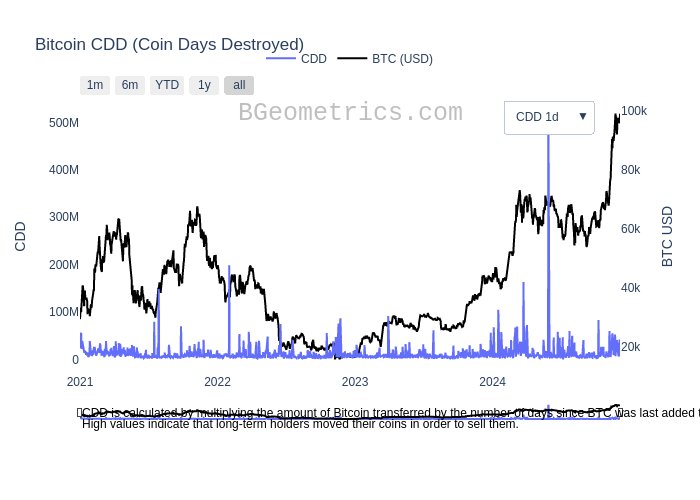 Bitcoin CDD (Coin Days Destroyed)
CDD BTC (USD)
1m 6m YTD 1y all
BGeometrics.com
CDD 1d ▼
500M
400M
300M
200M
100M
0
CDD
100k
80k
60k
40k
20k
BTC USD
2021 2022 2023 2024
CDD is calculated by multiplying the amount of Bitcoin transferred by the number of days since BTC was last added t
High values indicate that long-term holders moved their coins in order to sell them.